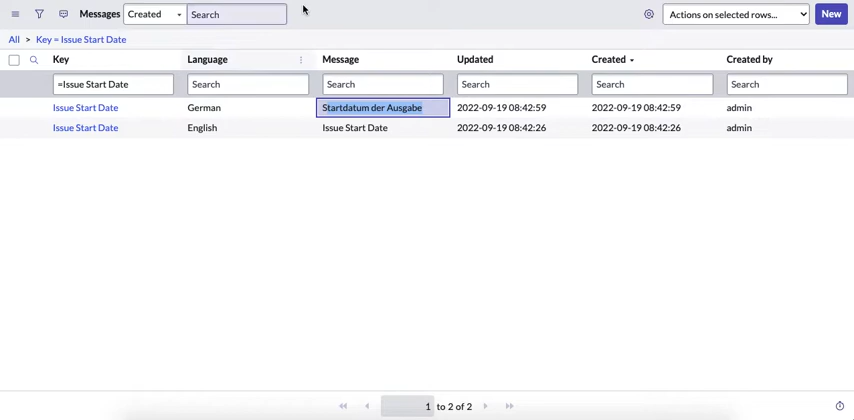 Messages Created Search Actions on selected rows... New
All > Key = Issue Start Date
Key Language Message Updated Created Created by
=Issue Start Date Search Search Search Search Search
Issue Start Date German Startdatum der Ausgabe 2022-09-19 08:42:59 2022-09-19 08:42:59 admin
Issue Start Date English Issue Start Date 2022-09-19 08:42:26 2022-09-19 08:42:26 admin
1 to 2 of 2